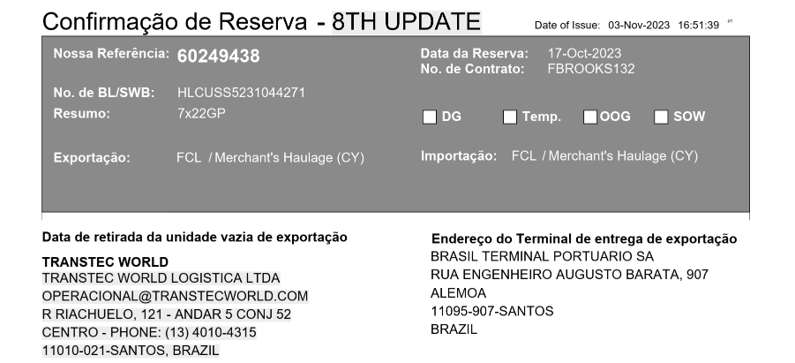 Confirmação de Reserva - 8TH UPDATE Date of Issue: 03-Nov-2023 16:51:39 PT
Nossa Referência: 60249438 Data da Reserva: 17-Oct-2023
No. de Contrato: FBROOKS132
No. de BL/SWB: HLCUSS5231044271
Resumo: 7x22GP DG Temp. OOG SOW
Exportação: FCL / Merchant's Haulage (CY) Importação: FCL / Merchant's Haulage (CY)
Data de retirada da unidade vazia de exportação
TRANSTEC WORLD
TRANSTEC WORLD LOGISTICA LTDA
OPERACIONAL@TRANSTECWORLD.COM
R RIACHUELO, 121 - ANDAR 5 CONJ 52
CENTRO - PHONE: (13) 4010-4315
11010-021-SANTOS, BRAZIL
Endereço do Terminal de entrega de exportação
BRASIL TERMINAL PORTUARIO SA
RUA ENGENHEIRO AUGUSTO BARATA, 907
ALEMOA
11095-907-SANTOS
BRAZIL